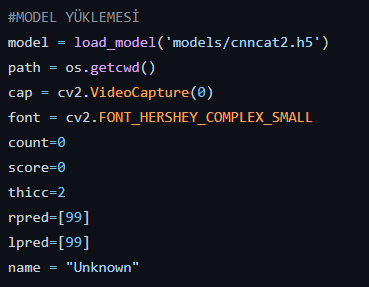 #MODEL YÜKLEMESİ
model = load_model('models/cnncat2.h5')
path = os.getcwd()
cap = cv2.VideoCapture(0)
font = cv2.FONT_HERSHEY_COMPLEX_SMALL
count=0
score=0
thicc=2
rpred=[99]
lpred=[99]
name = "Unknown"